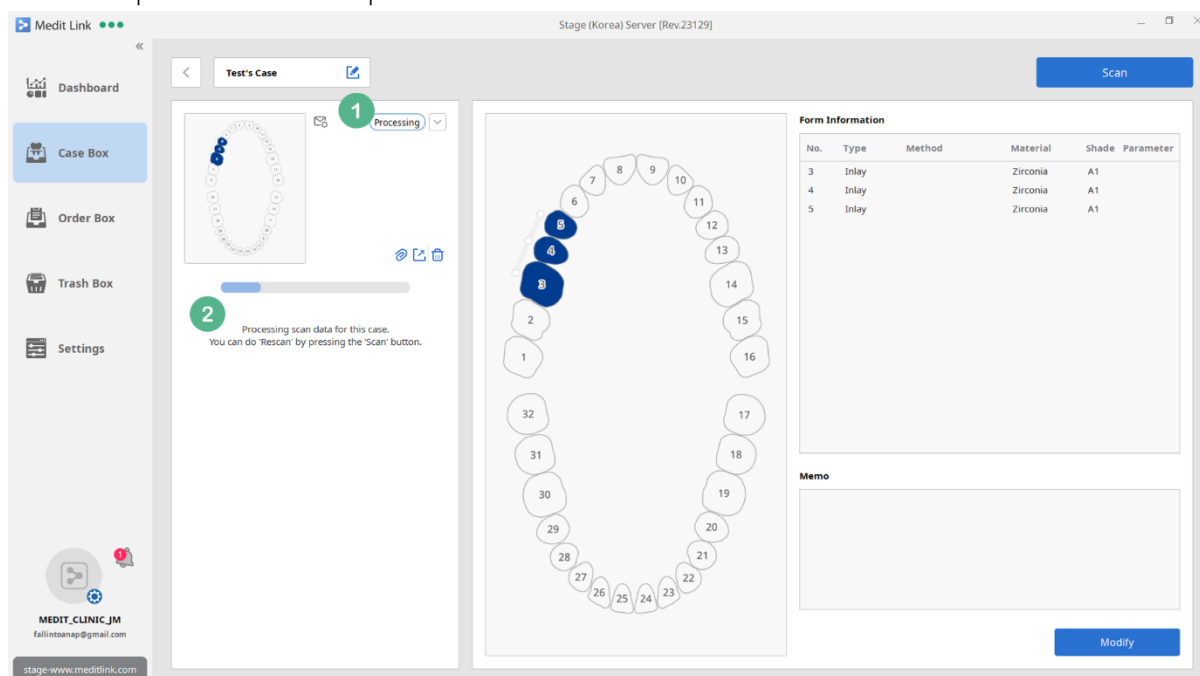 Medit Link
Stage (Korea) Server [Rev.23129]
«
Dashboard
Case Box
Order Box
Trash Box
Settings
1
MEDIT_CLINIC_JM
fallintoanap@gmail.com
stage-www.meditlink.com
Test's Case
Scan
1
Processing
2
Processing scan data for this case.
You can do 'Rescan' by pressing the 'Scan' button.
8 9
7 10
6 11
5 12
4 13
3 14
2 15
1 16
32 17
31 18
30 19
29 20
28 21
27 22
26 25 24 23
Form Information
No. Type Method Material Shade Parameter
3 Inlay Zirconia A1
4 Inlay Zirconia A1
5 Inlay Zirconia A1
Memo
Modify